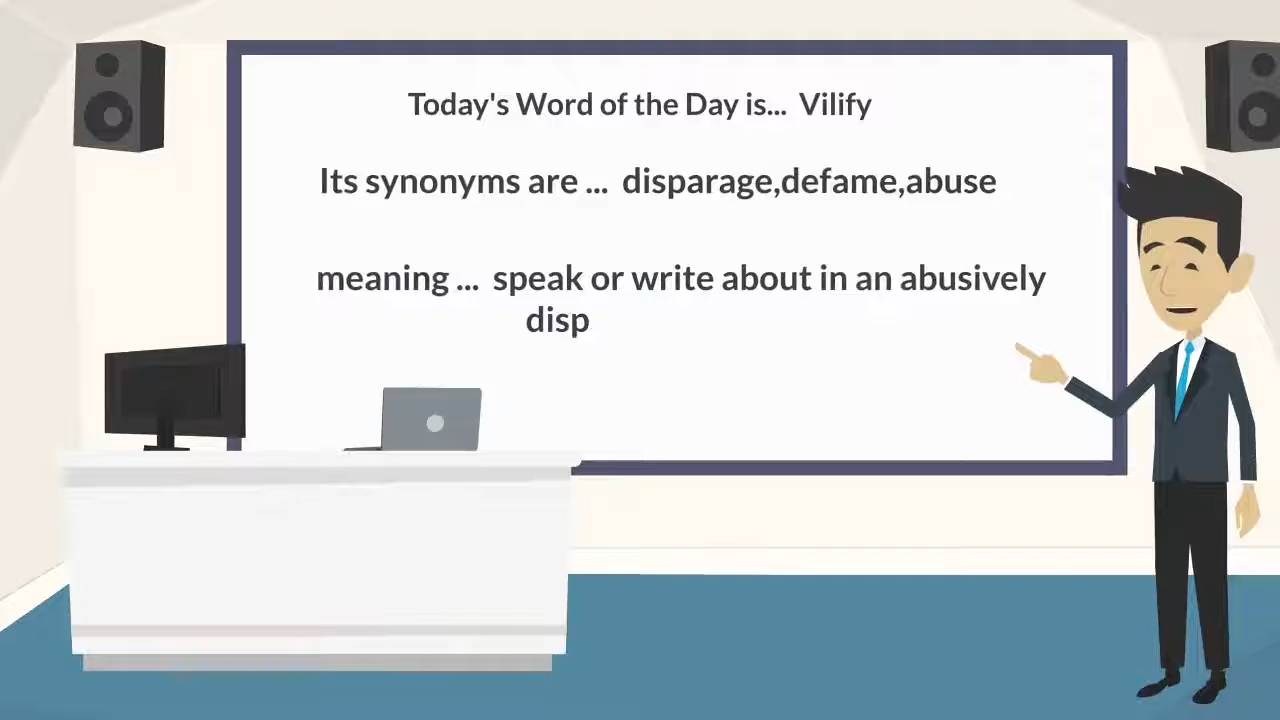 Today's Word of the Day is... Vilify
Its synonyms are ... disparage,defame,abuse
meaning ... speak or write about in an abusively
disp